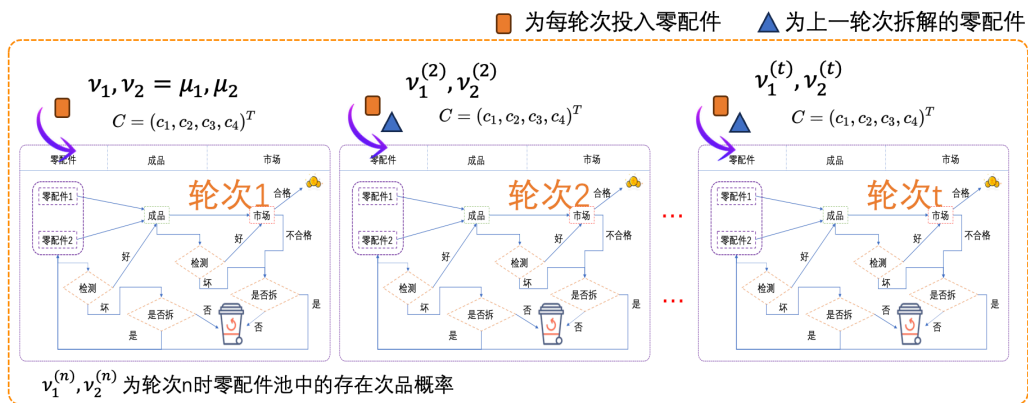 为每轮次投入零配件 为上一轮次拆解的零配件
ν₁, ν₂ = μ₁, μ₂
C = (c₁, c₂, c₃, c₄)ᵀ
零配件 成品 市场
轮次1
合格
零配件1
成品 市场
零配件2
好 不合格
好 检测
检测 坏
坏 是否拆
是否拆 否 是
否
是
ν₁⁽²⁾, ν₂⁽²⁾
C = (c₁, c₂, c₃, c₄)ᵀ
零配件 成品 市场
轮次2
合格
零配件1
成品 市场
零配件2
好 不合格
好 检测
检测 坏
坏 是否拆
是否拆 否 是
否
是
...
...
ν₁⁽ᵗ⁾, ν₂⁽ᵗ⁾
C = (c₁, c₂, c₃, c₄)ᵀ
零配件 成品 市场
轮次t
合格
零配件1
成品 市场
零配件2
好 不合格
好 检测
检测 坏
坏 是否拆
是否拆 否 是
否
是
ν₁⁽ⁿ⁾, ν₂⁽ⁿ⁾ 为轮次n时零配件池中的存在次品概率